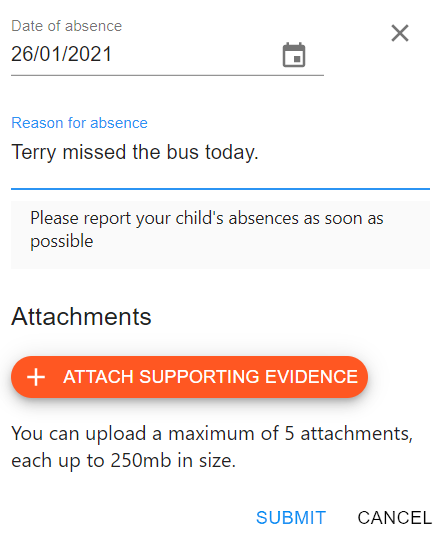 Date of absence
26/01/2021
Reason for absence
Terry missed the bus today.
Please report your child's absences as soon as
possible
Attachments
+ ATTACH SUPPORTING EVIDENCE
You can upload a maximum of 5 attachments,
each up to 250mb in size.
SUBMIT CANCEL